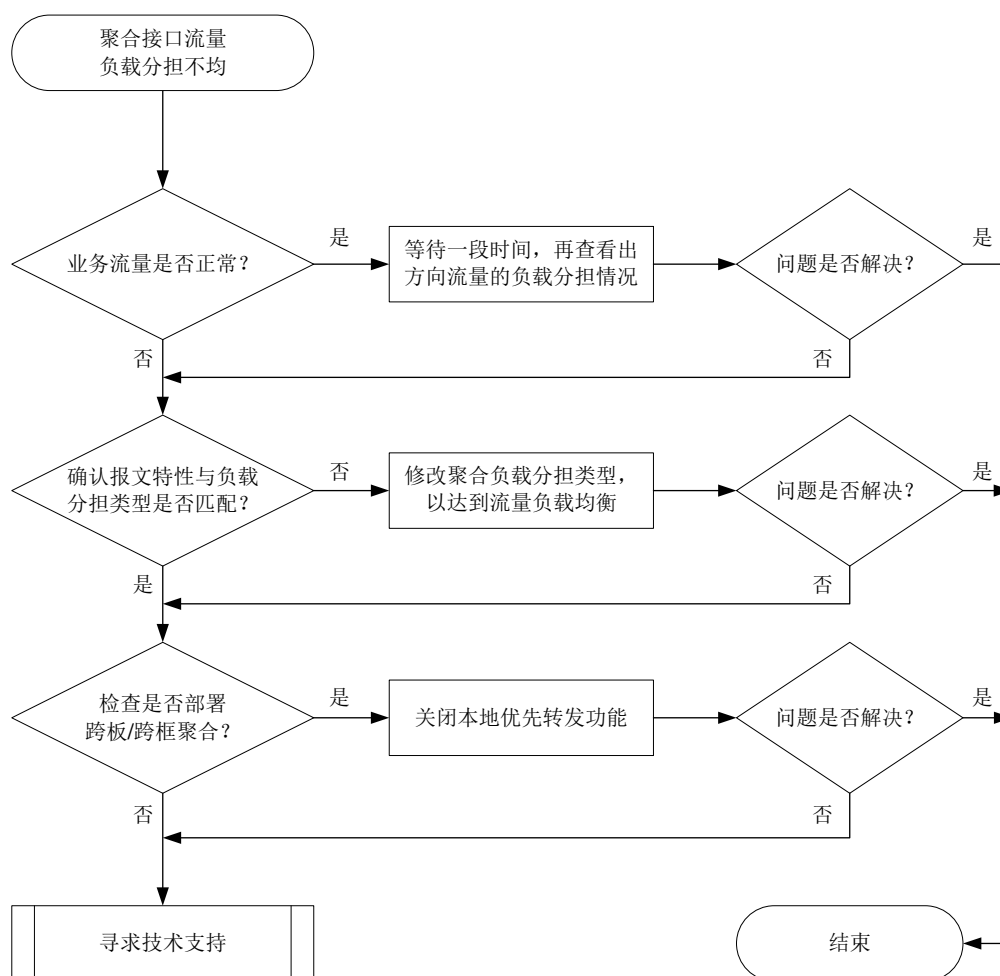 聚合接口流量
负载分担不均
业务流量是否正常?
是
等待一段时间，再查看出
方向流量的负载分担情况
问题是否解决?
是
否
否
确认报文特性与负载
分担类型是否匹配?
否
修改聚合负载分担类型，
以达到流量负载均衡
问题是否解决?
是
是
否
检查是否部署
跨板/跨框聚合?
是
关闭本地优先转发功能
问题是否解决?
是
否
否
寻求技术支持
结束